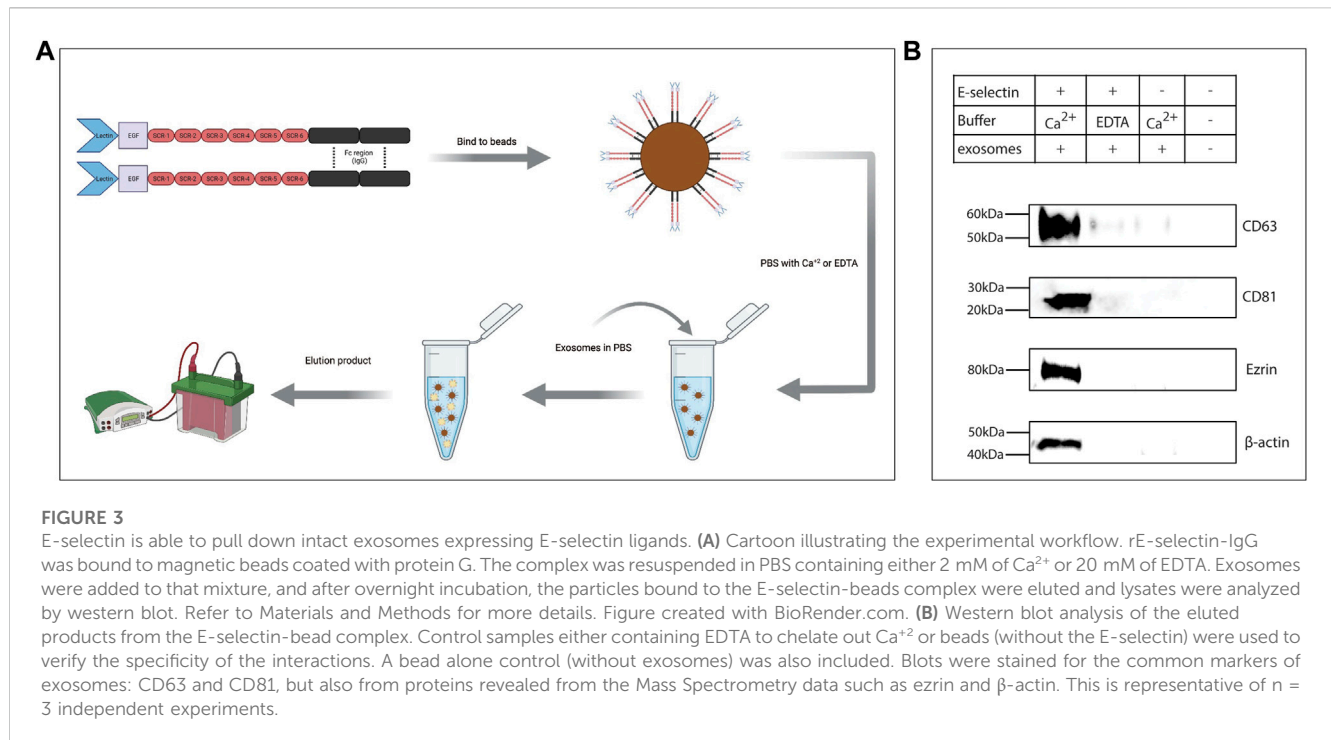 A
Lectin EGF SCR-1 SCR-2 SCR-3 SCR-4 SCR-5 SCR-6
Fc region
(IgG)
Lectin EGF SCR-1 SCR-2 SCR-3 SCR-4 SCR-5 SCR-6
Bind to beads
PBS with Ca⁺² or EDTA
Exosomes in PBS
Elution product
B
E-selectin + + - -
Buffer Ca²⁺ EDTA Ca²⁺ -
exosomes + + + -
60kDa
50kDa
CD63
30kDa
20kDa
CD81
80kDa
Ezrin
50kDa
40kDa
β-actin
FIGURE 3
E-selectin is able to pull down intact exosomes expressing E-selectin ligands. (A) Cartoon illustrating the experimental workflow. rE-selectin-IgG
was bound to magnetic beads coated with protein G. The complex was resuspended in PBS containing either 2 mM of Ca²⁺ or 20 mM of EDTA. Exosomes
were added to that mixture, and after overnight incubation, the particles bound to the E-selectin-beads complex were eluted and lysates were analyzed
by western blot. Refer to Materials and Methods for more details. Figure created with BioRender.com. (B) Western blot analysis of the eluted
products from the E-selectin-bead complex. Control samples either containing EDTA to chelate out Ca⁺² or beads (without the E-selectin) were used to
verify the specificity of the interactions. A bead alone control (without exosomes) was also included. Blots were stained for the common markers of
exosomes: CD63 and CD81, but also from proteins revealed from the Mass Spectrometry data such as ezrin and β-actin. This is representative of n =
3 independent experiments.